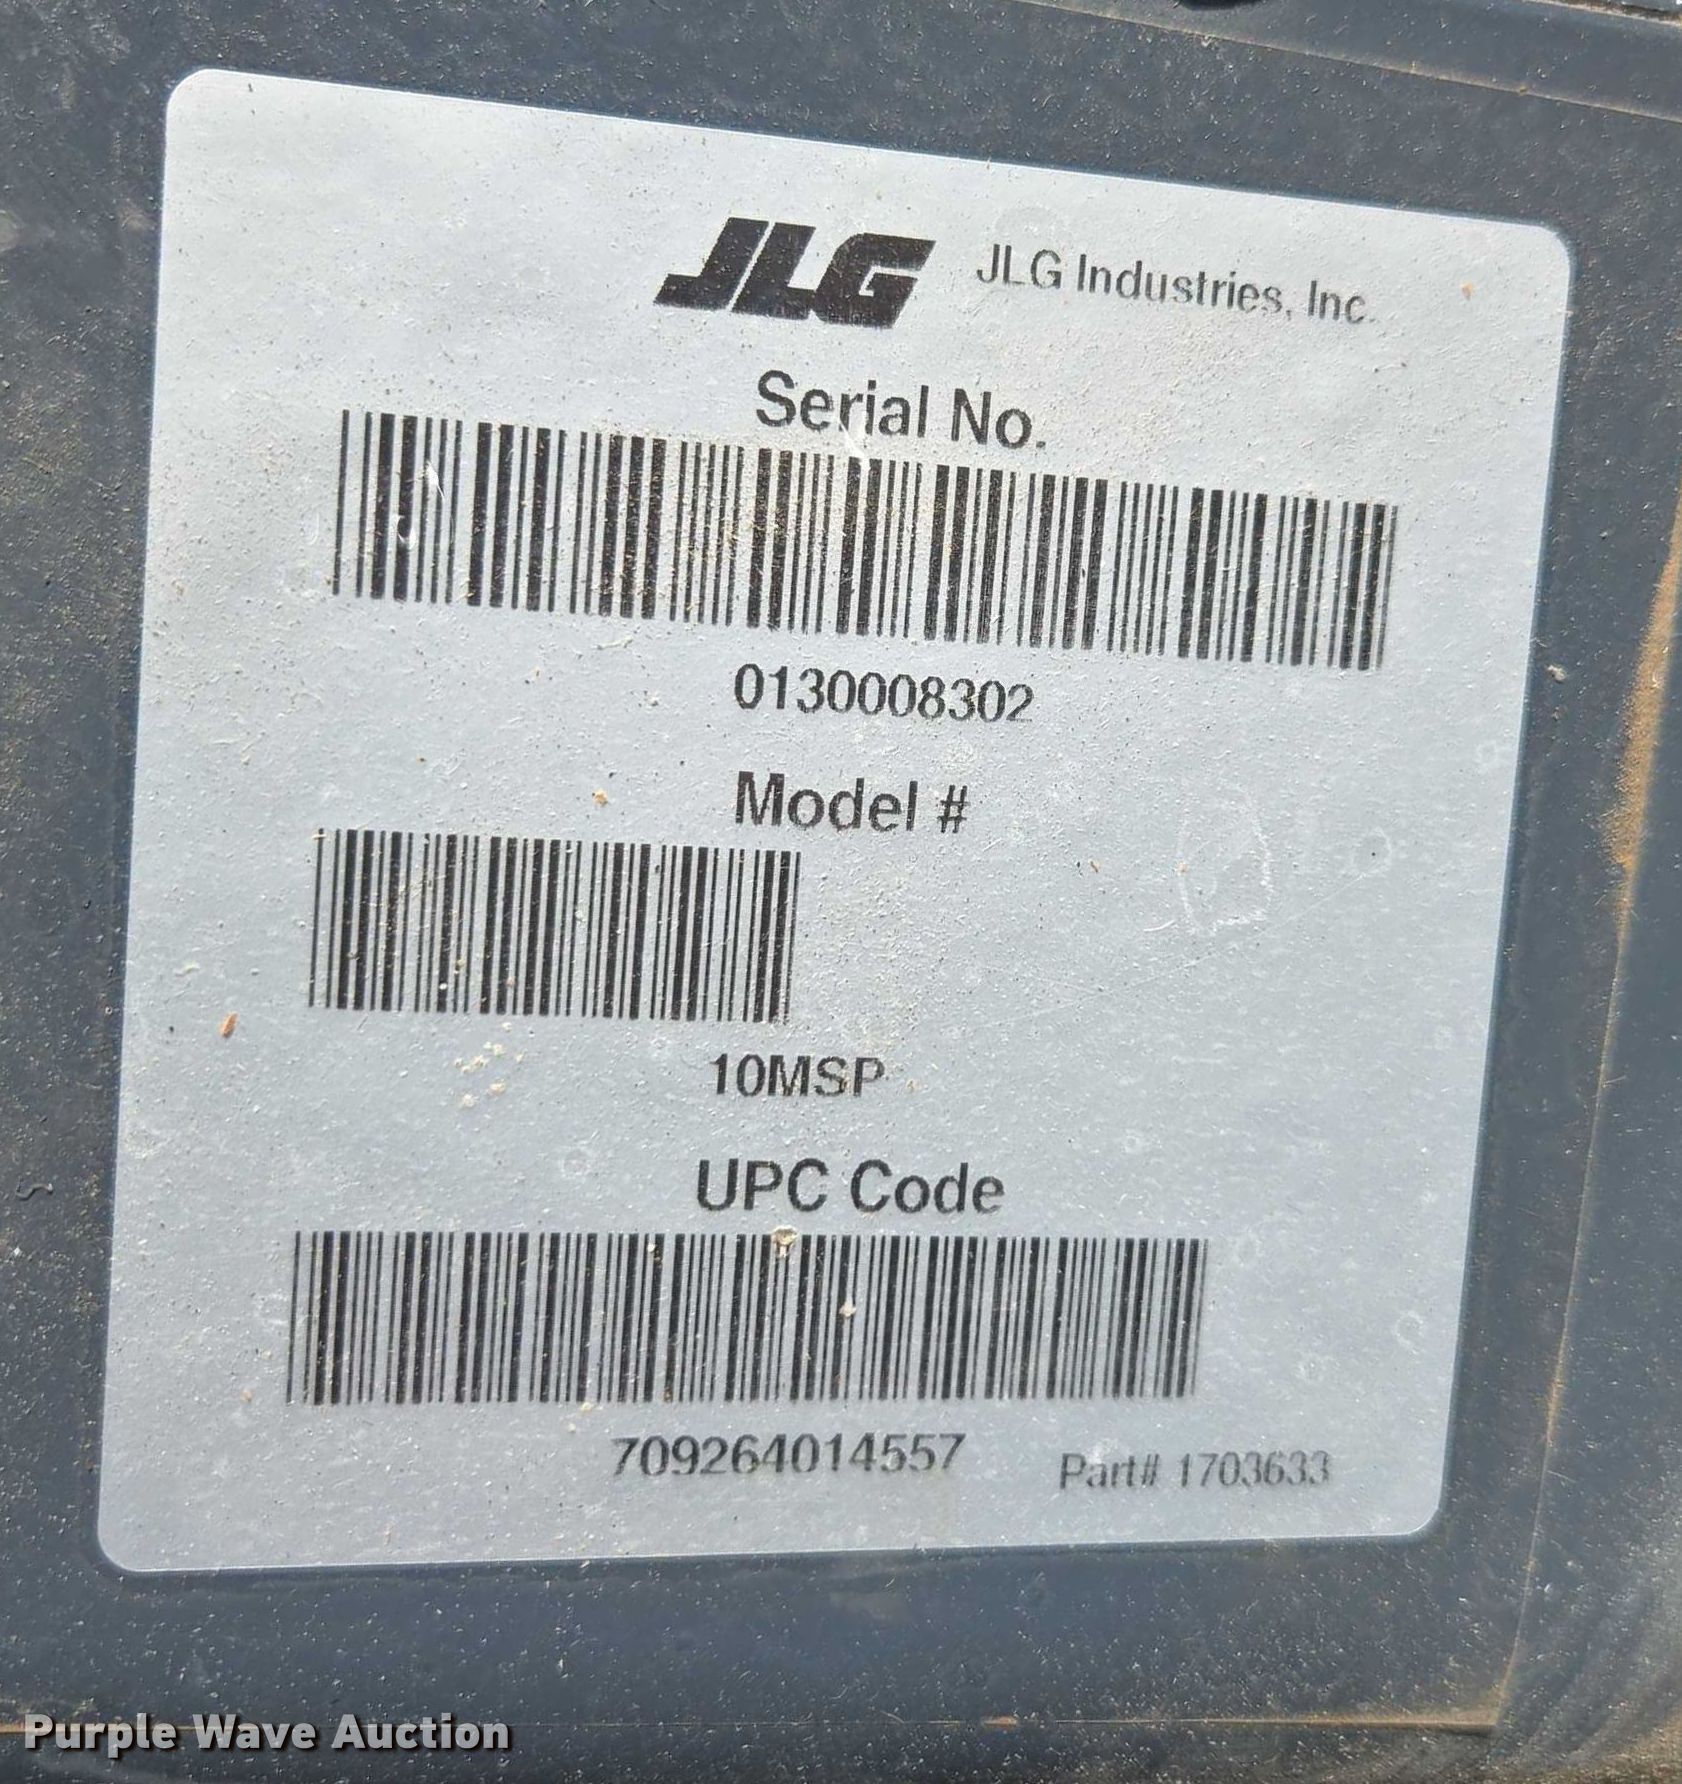 JLG JLG Industries, Inc.
Serial No.
0130008302
Model #
10MSP
UPC Code
709264014557 Part# 1703633
Purple Wave Auction